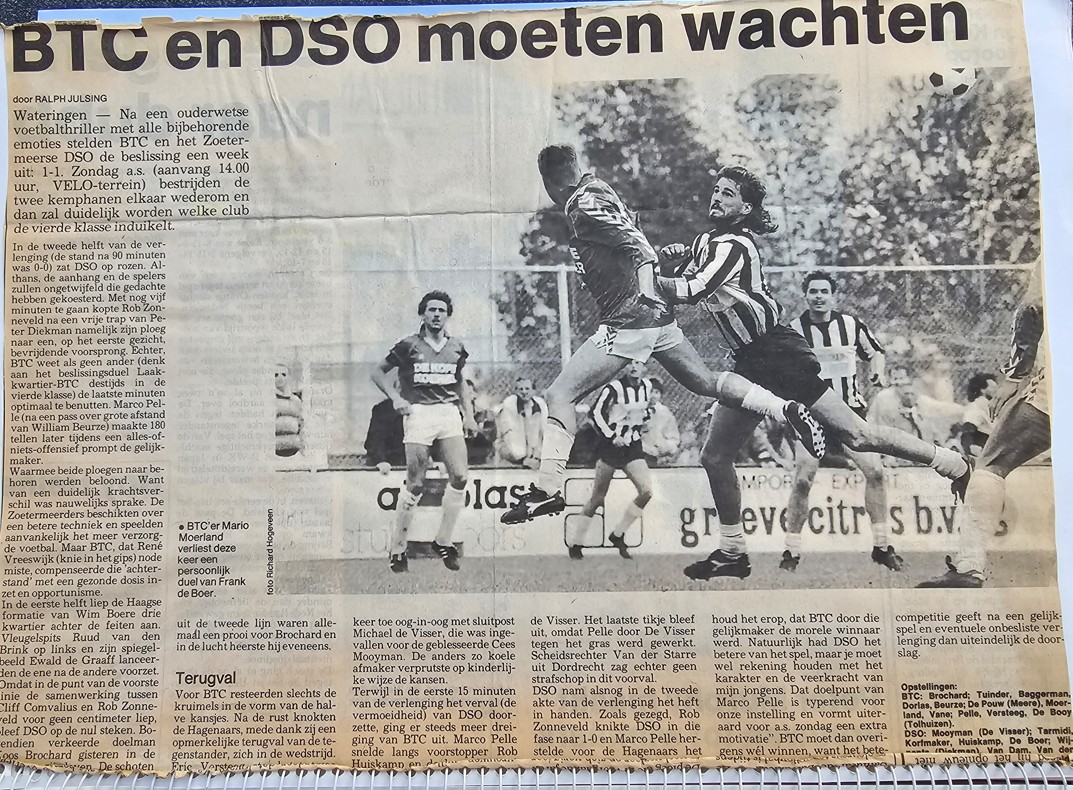 BTC en DSO moeten wachten
door RALPH JULSING
Wateringen — Na een ouderwetse
voetbalthriller met alle bijbehorende
emoties stelden BTC en het Zoeter-
meerse DSO de beslissing een week
uit: 1-1. Zondag a.s. (aanvang 14.00
uur, VELO-terrein) bestrijden de
twee kemphanen elkaar wederom en
dan zal duidelijk worden welke club
de vierde klasse induikelt.
In de tweede helft van de ver-
lenging (de stand na 90 minuten
was 0-0) zat DSO op rozen. Al-
thans, de aanhang en de spelers
zullen ongetwijfeld die gedachte
hebben gekoesterd. Met nog vijf
minuten te gaan kopte Rob Zon-
neveld na een vrije trap van Pe-
ter Diekman namelijk zijn ploeg
naar een, op het eerste gezicht,
bevrijdende voorsprong. Echter,
BTC weet als geen ander (denk
aan het beslissingsduel Laak-
kwartier-BTC destijds in de
vierde klasse) de laatste minuten
optimaal te benutten. Marco Pel-
le (na een pass over grote afstand
van William Beurze) maakte 180
tellen later tijdens een alles-of-
niets-offensief prompt de gelijk-
maker.
Waarmee beide ploegen naar be-
horen werden beloond. Want
van een duidelijk krachtsver-
schil was nauwelijks sprake. De
Zoetermeerders beschikten over
een betere techniek en speelden
aanvankelijk het meer verzorg-
de voetbal. Maar BTC, dat René
Vreeswijk (knie in het gips) node
miste, compenseerde die 'achter-
stand' met een gezonde dosis in-
zet en opportunisme.
In de eerste helft liep de Haagse
formatie van Wim Boere drie
kwartier achter de feiten aan.
Vleugelspits Ruud van den
Brink op links en zijn spiegel-
beeld Ewald de Graaff lanceer-
den de ene na de andere voorzet.
Omdat in de punt van de voorste
linie de samenwerking tussen
Cliff Comvalius en Rob Zonne-
veld voor geen centimeter liep,
bleef DSO op de nul steken. Bo-
vendien verkeerde doelman
Koos Brochard gisteren in de
De schoten
• BTC'er Mario
Moerland
verliest deze
keer een
persoonlijk
duel van Frank
de Boer.
foto Richard Hogeveen
uit de tweede lijn waren alle-
maal een prooi voor Brochard en
in de lucht heerste hij eveneens.
Terugval
Voor BTC resteerden slechts de
kruimels in de vorm van de hal-
ve kansjes. Na de rust knokten
de Hagenaars, mede dank zij een
opmerkelijke terugval van de te-
genstander, zich in de wedstrijd.
Eric
keer toe oog-in-oog met sluitpost
Michael de Visser, die was inge-
vallen voor de geblesseerde Cees
Mooyman. De anders zo koele
afmaker verprutste op kinderlij-
ke wijze de kansen.
Terwijl in de eerste 15 minuten
van de verlenging het verval (de
vermoeidheid) van DSO door-
zette, ging er steeds meer drei-
ging van BTC uit. Marco Pelle
snelde langs voorstopper Rob
Huiskamp en
de Visser. Het laatste tikje bleef
uit, omdat Pelle door De Visser
tegen het gras werd gewerkt.
Scheidsrechter Van der Starre
uit Dordrecht zag echter geen
strafschop in dit voorval.
DSO nam alsnog in de tweede
akte van de verlenging het heft
in handen. Zoals gezegd, Rob
Zonneveld knikte DSO in die
fase naar 1-0 en Marco Pelle her-
stelde voor de Hagenaars het
houd het erop, dat BTC door die
gelijkmaker de morele winnaar
werd. Natuurlijk had DSO het
betere van het spel, maar je moet
wel rekening houden met het
karakter en de veerkracht van
mijn jongens. Dat doelpunt van
Marco Pelle is typerend voor
onze instelling en vormt uiter-
aard voor a.s. zondag een extra
motivatie' BTC moet dan overi-
gens wél winnen, want het bete-
competitie geeft na een gelijk-
spel en eventuele onbesliste ver-
lenging dan uiteindelijk de door-
slag.
Opstellingen:
BTC: Brochard; Tuinder, Baggerman,
Dorlas, Beurze; De Pouw (Meere), Moer-
land, Vane; Pelle, Versteeg, De Booy
(Tolhuizen).
DSO: Mooyman (De Visser); Tarmidi,
Korfmaker, Huiskamp, De Boer; Wij-
Van Dam, Van der
IMPORT EXPORT
greeve citrus b.v.